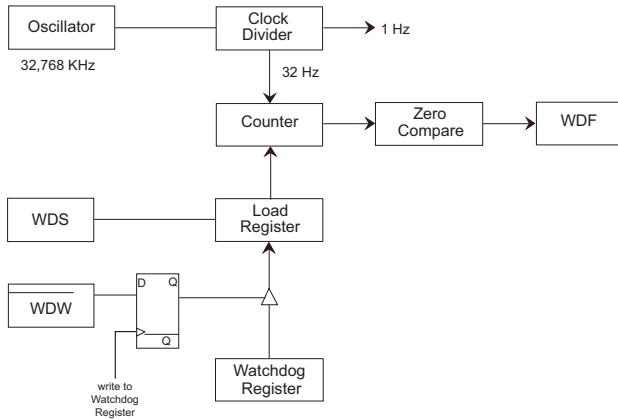 Oscillator
Clock
Divider
1 Hz
32,768 KHz
32 Hz
Counter
Zero
Compare
WDF
WDS
Load
Register
D
Q
WDW
Q
Watchdog
Register
write to
Watchdog
Register